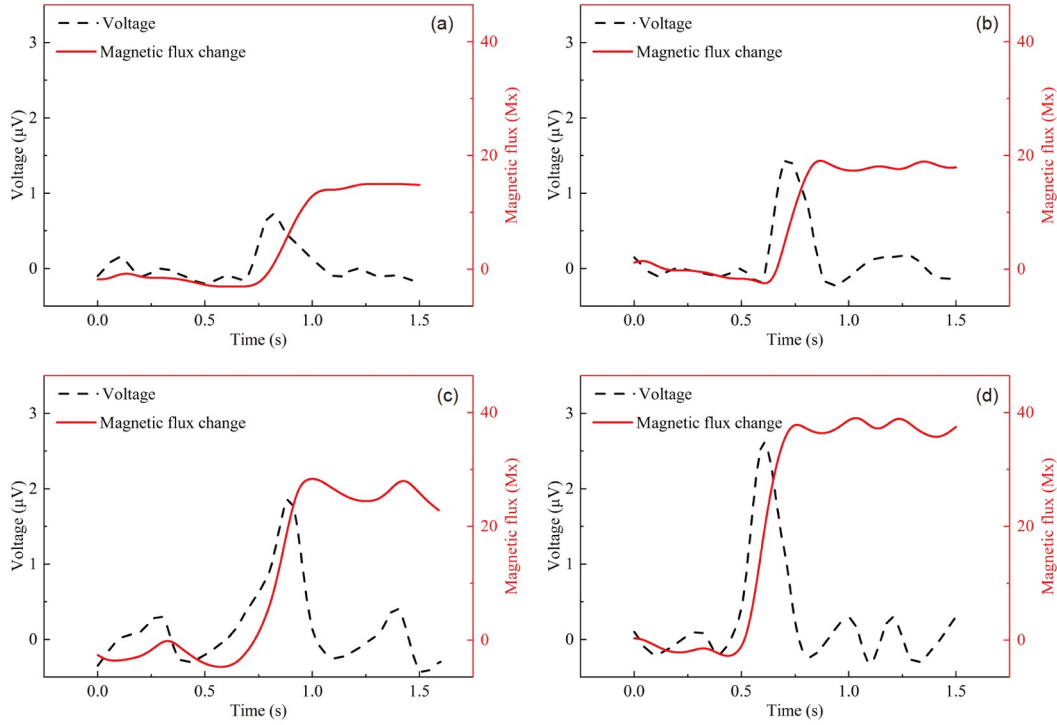 (a)
Voltage
Magnetic flux change
3
2
1
0
Voltage (μV)
40
20
0
Magnetic flux (Mx)
0.0 0.5 1.0 1.5
Time (s)
(b)
Voltage
Magnetic flux change
3
2
1
0
Voltage (μV)
40
20
0
Magnetic flux (Mx)
0.0 0.5 1.0 1.5
Time (s)
(c)
Voltage
Magnetic flux change
3
2
1
0
Voltage (μV)
40
20
0
Magnetic flux (Mx)
0.0 0.5 1.0 1.5
Time (s)
(d)
Voltage
Magnetic flux change
3
2
1
0
Voltage (μV)
40
20
0
Magnetic flux (Mx)
0.0 0.5 1.0 1.5
Time (s)